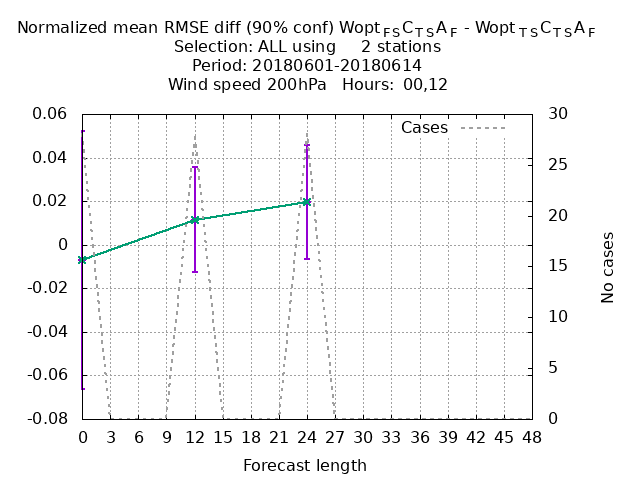 Normalized mean RMSE diff (90% conf) Wopt FS C TS A F - Wopt TS C TS A F
Selection: ALL using 2 stations
Period: 20180601-20180614
Wind speed 200hPa Hours: 00,12
Cases
0.06
0.04
0.02
0
-0.02
-0.04
-0.06
-0.08
30
25
20
15
10
5
0
No cases
0 3 6 9 12 15 18 21 24 27 30 33 36 39 42 45 48
Forecast length